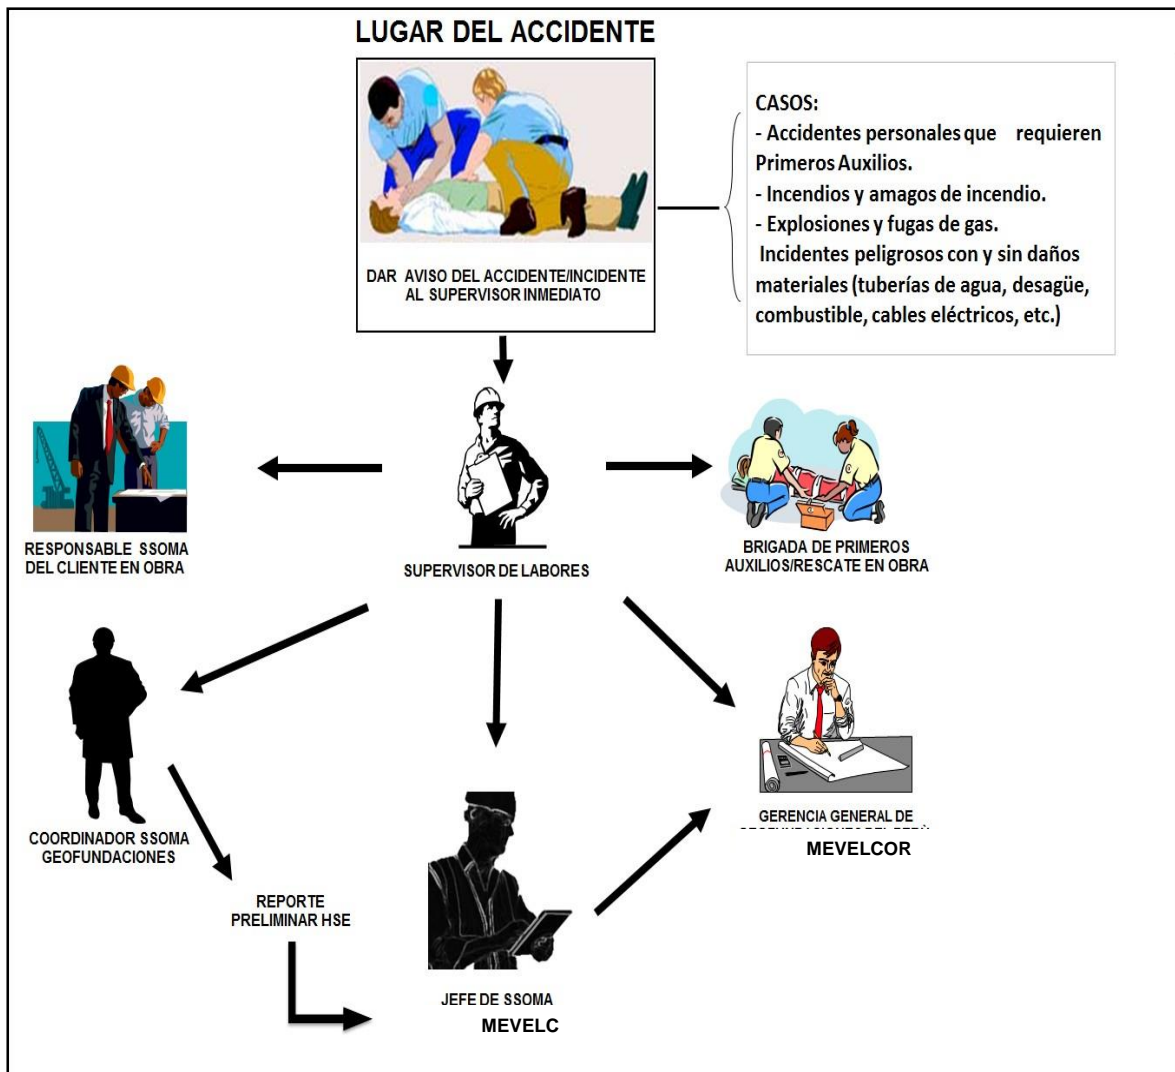 LUGAR DEL ACCIDENTE
DAR AVISO DEL ACCIDENTE/INCIDENTE
AL SUPERVISOR INMEDIATO
CASOS:
- Accidentes personales que requieren
Primeros Auxilios.
- Incendios y amagos de incendio.
- Explosiones y fugas de gas.
Incidentes peligrosos con y sin daños
materiales (tuberías de agua, desagüe,
combustible, cables eléctricos, etc.)
RESPONSABLE SSOMA
DEL CLIENTE EN OBRA
SUPERVISOR DE LABORES
BRIGADA DE PRIMEROS
AUXILIOS/RESCATE EN OBRA
COORDINADOR SSOMA
GEOFUNDACIONES
GERENCIA GENERAL DE
MEVELCOR
REPORTE
PRELIMINAR HSE
JEFE DE SSOMA
MEVELC